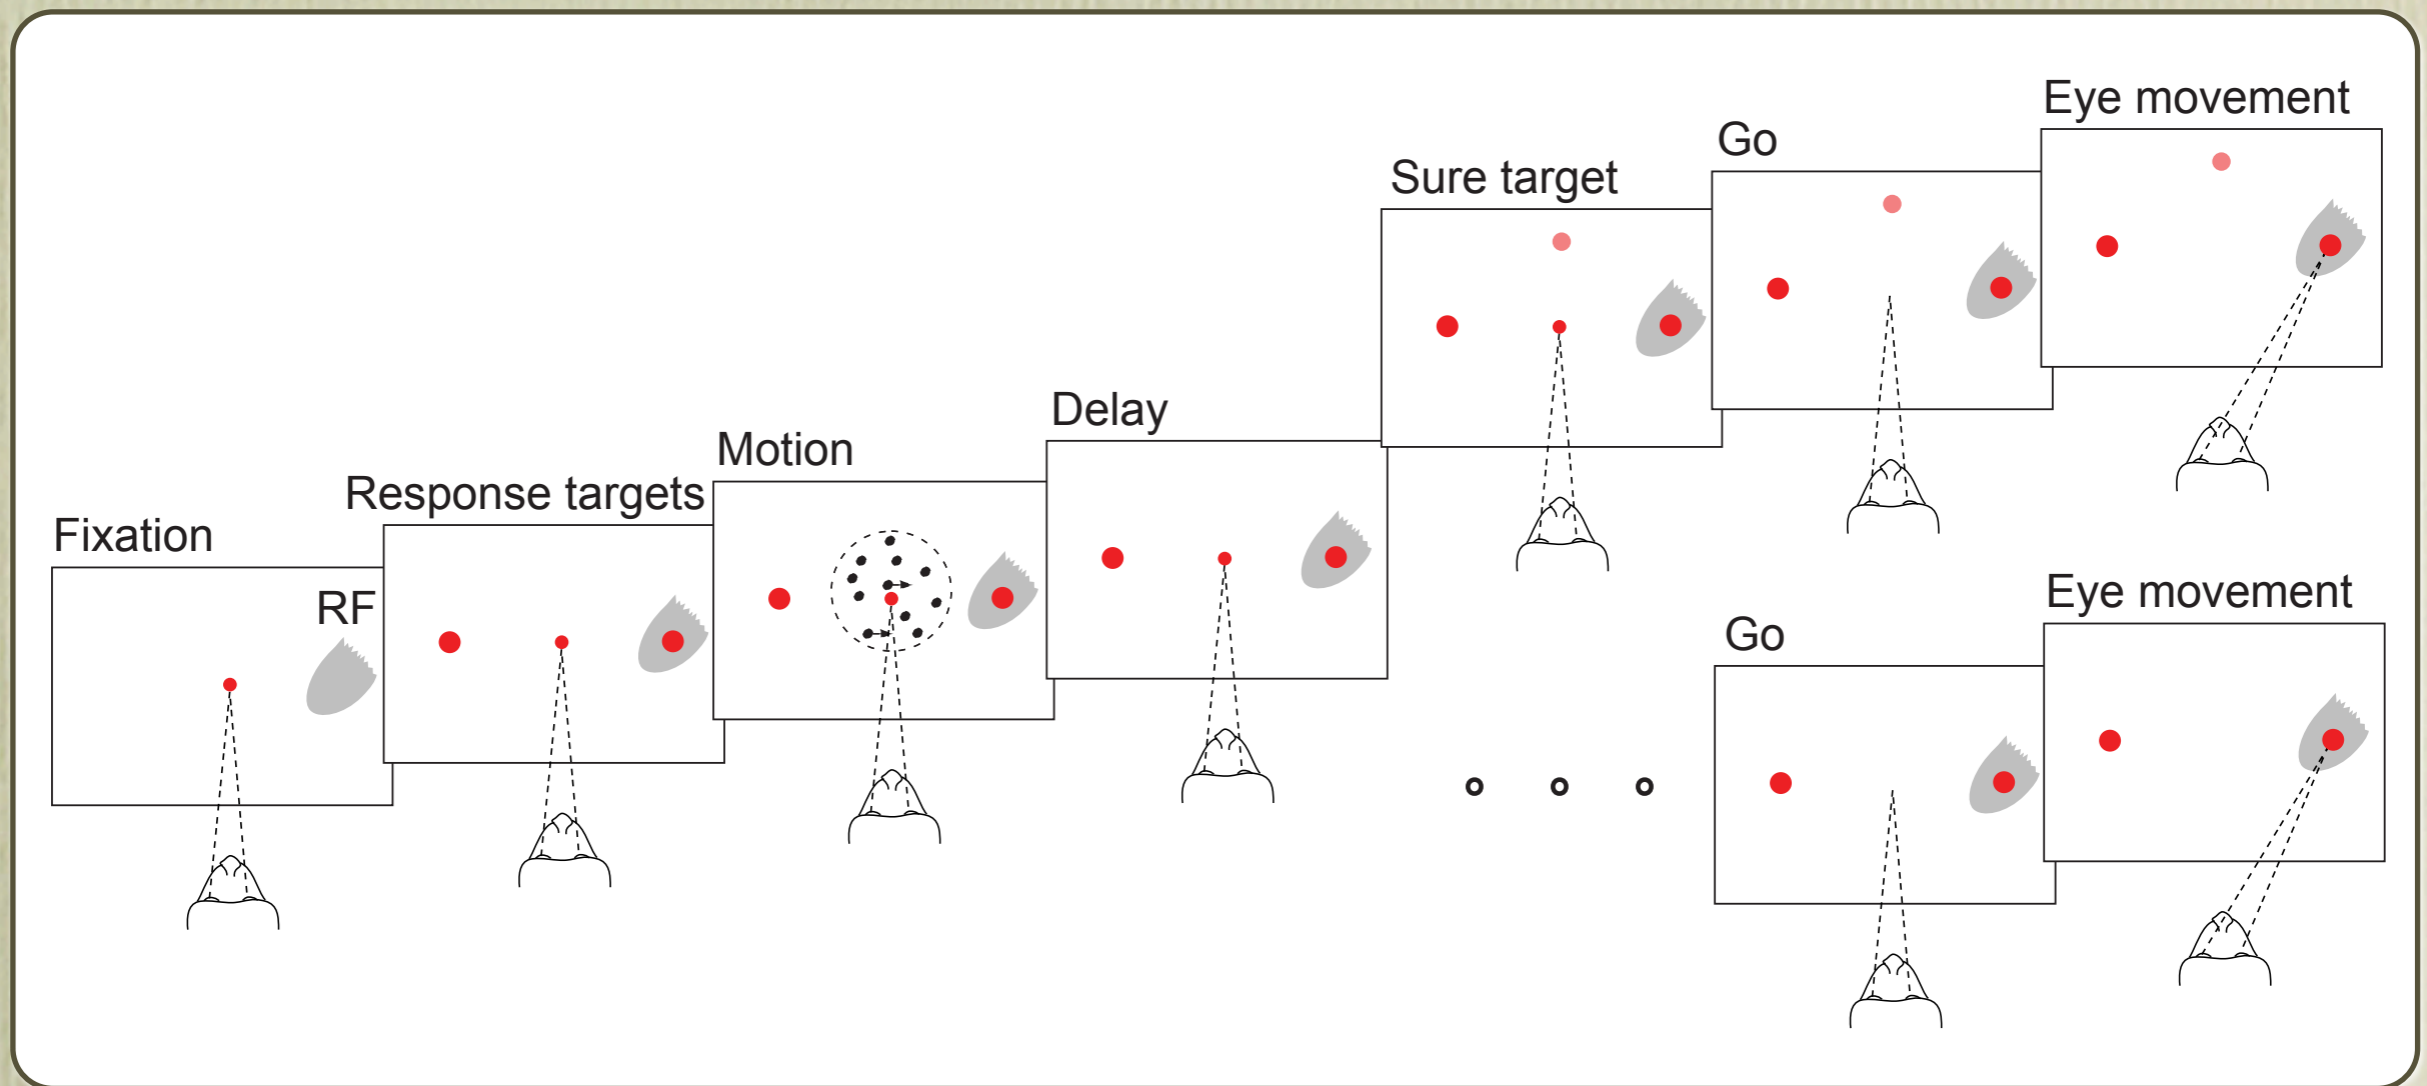 Fixation
RF
Response targets
Motion
Delay
Sure target
Go
Eye movement
Go
Eye movement